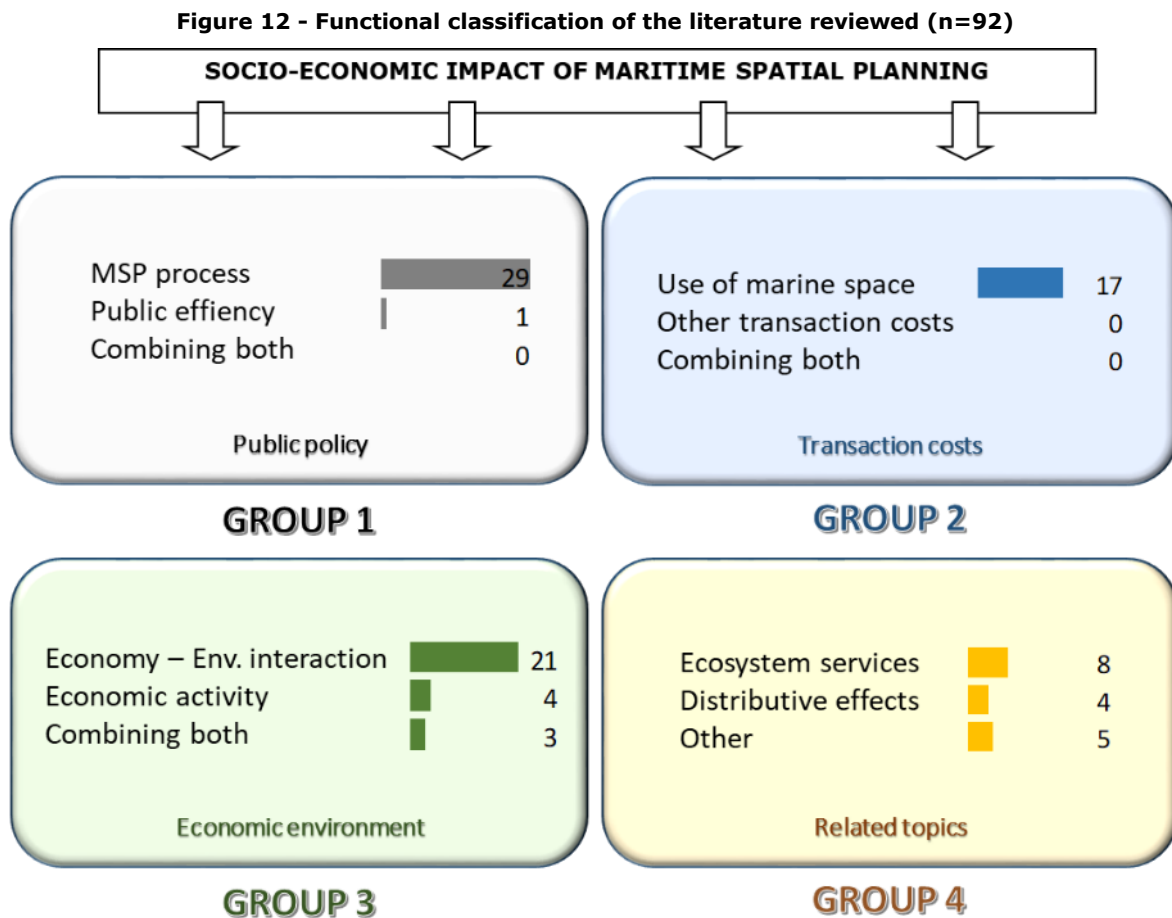 Figure 12 - Functional classification of the literature reviewed (n=92)
SOCIO-ECONOMIC IMPACT OF MARITIME SPATIAL PLANNING
MSP process 29
Public effiency 1
Combining both 0
Public policy
GROUP 1
Use of marine space 17
Other transaction costs 0
Combining both 0
Transaction costs
GROUP 2
Economy – Env. interaction 21
Economic activity 4
Combining both 3
Economic environment
GROUP 3
Ecosystem services 8
Distributive effects 4
Other 5
Related topics
GROUP 4